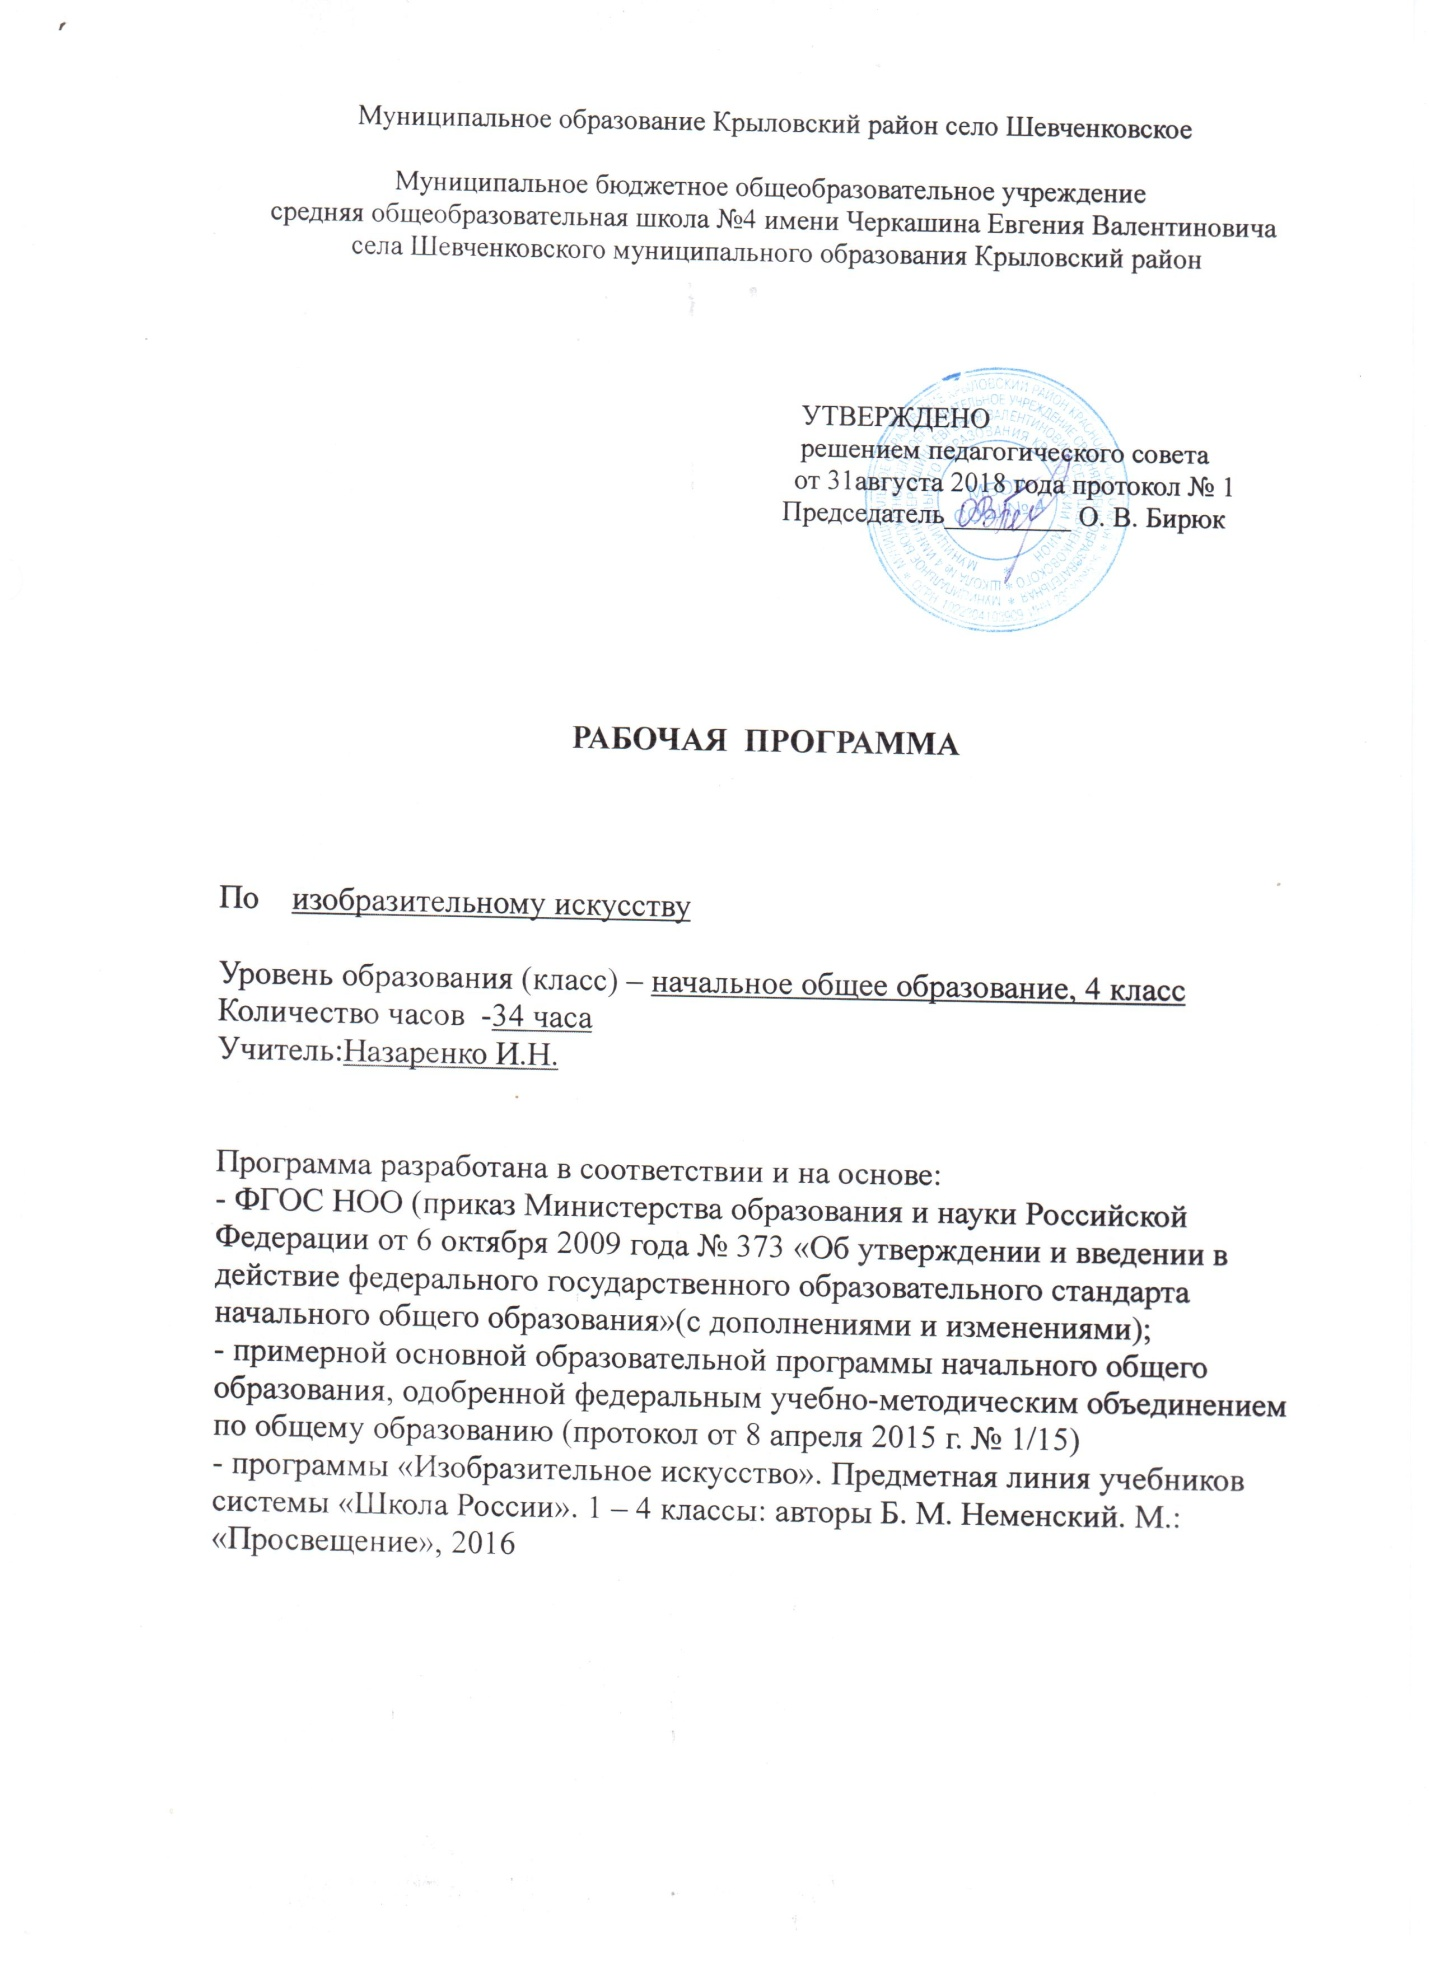 Муниципальное образование Крыловский район село Шевченковское
Муниципальное бюджетное общеобразовательное учреждение
средняя общеобразовательная школа №4 имени Черкашина Евгения Валентиновича
села Шевченковского муниципального образования Крыловский район
УТВЕРЖДЕНО
решением педагогического совета
от 31августа 2018 года протокол № 1
Председатель_________ О. В. Бирюк
РАБОЧАЯ ПРОГРАММА
По изобразительному искусству
Уровень образования (класс) – начальное общее образование, 4 класс
Количество часов -34 часа
Учитель:Назаренко И.Н.
Программа разработана в соответствии и на основе:
- ФГОС НОО (приказ Министерства образования и науки Российской
Федерации от 6 октября 2009 года № 373 «Об утверждении и введении в
действие федерального государственного образовательного стандарта
начального общего образования»(с дополнениями и изменениями);
- примерной основной образовательной программы начального общего
образования, одобренной федеральным учебно-методическим объединением
по общему образованию (протокол от 8 апреля 2015 г. № 1/15)
- программы «Изобразительное искусство». Предметная линия учебников
системы «Школа России». 1 – 4 классы: авторы Б. М. Неменский. М.:
«Просвещение», 2016